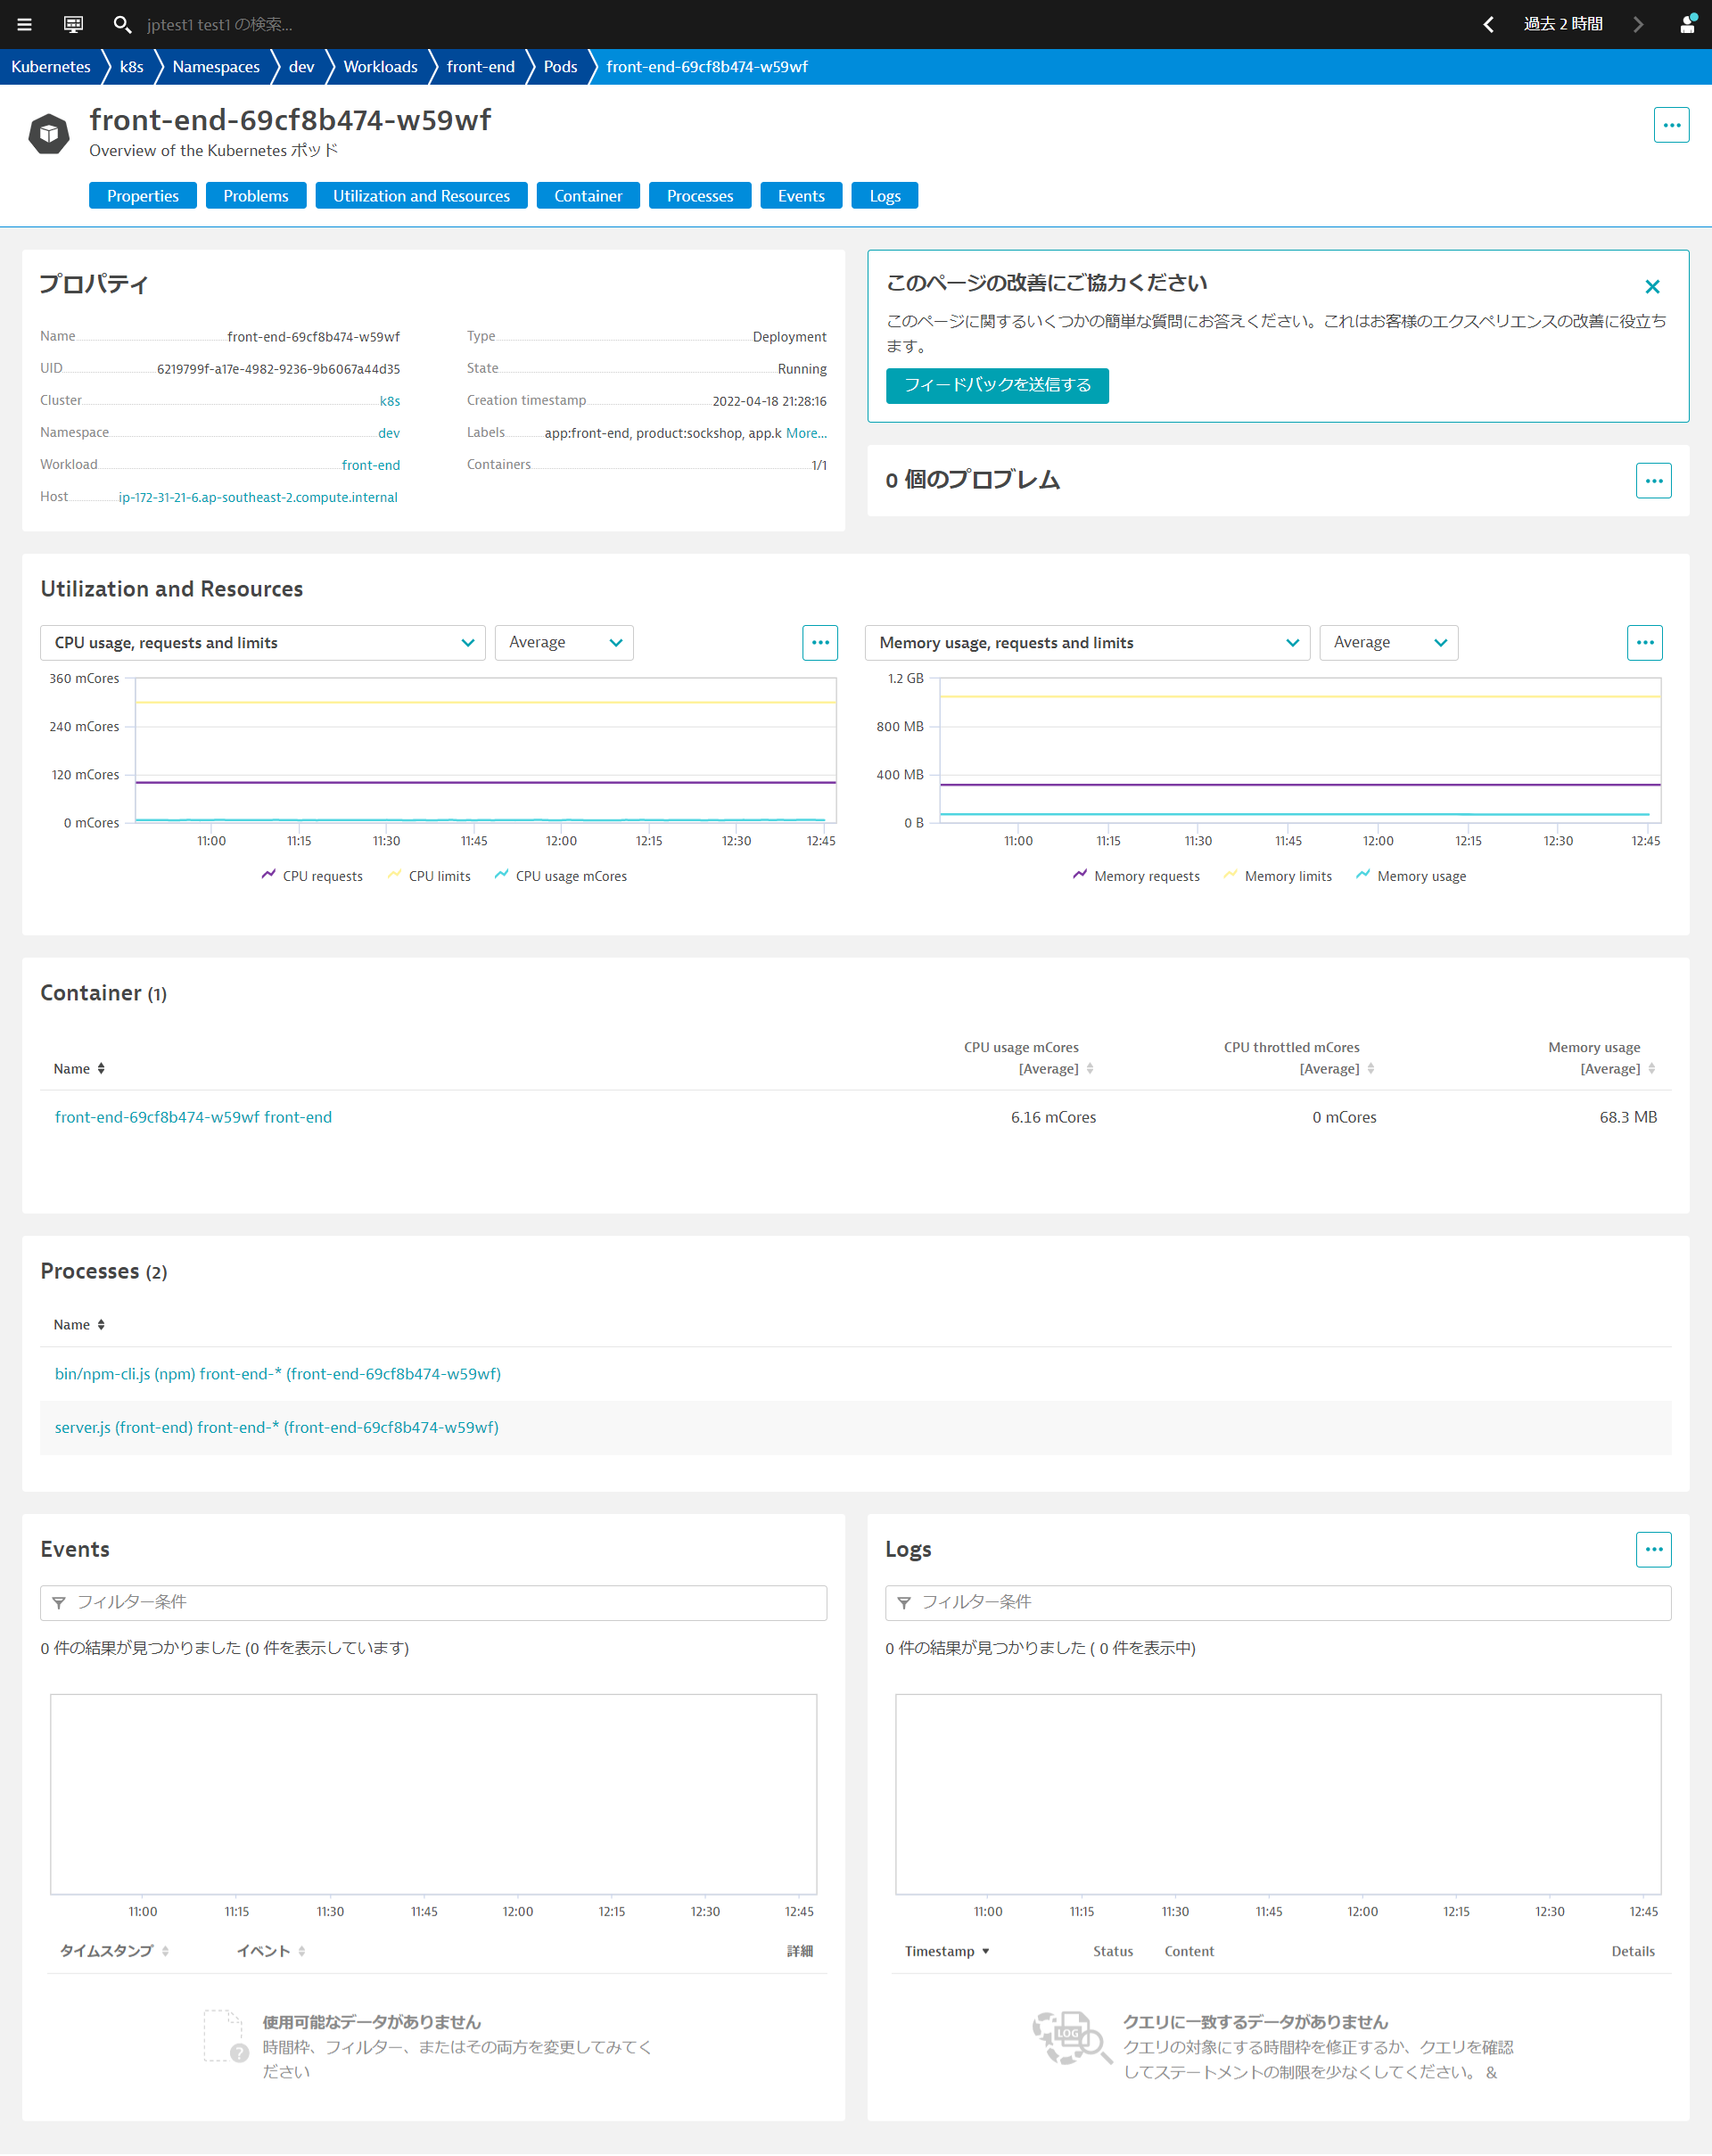 jptest1 test1 の検索...
過去 2 時間
Kubernetes k8s Namespaces dev Workloads front-end Pods front-end-69cf8b474-w59wf
front-end-69cf8b474-w59wf
Overview of the Kubernetes ポッド
Properties Problems Utilization and Resources Container Processes Events Logs
プロパティ
Name front-end-69cf8b474-w59wf
UID 6219799f-a17e-4982-9236-9b6067a44d35
Cluster k8s
Namespace dev
Workload front-end
Host ip-172-31-21-6.ap-southeast-2.compute.internal
Type Deployment
State Running
Creation timestamp 2022-04-18 21:28:16
Labels app:front-end, product:sockshop, app.k More...
Containers 1/1
このページの改善にご協力ください
このページに関するいくつかの簡単な質問にお答えください。これはお客様のエクスペリエンスの改善に役立ち
ます。
フィードバックを送信する
0 個のプロブレム
Utilization and Resources
CPU usage, requests and limits Average
360 mCores
240 mCores
120 mCores
0 mCores
11:00 11:15 11:30 11:45 12:00 12:15 12:30 12:45
CPU requests CPU limits CPU usage mCores
Memory usage, requests and limits Average
1.2 GB
800 MB
400 MB
0 B
11:00 11:15 11:30 11:45 12:00 12:15 12:30 12:45
Memory requests Memory limits Memory usage
Container (1)
Name CPU usage mCores [Average] CPU throttled mCores [Average] Memory usage [Average]
front-end-69cf8b474-w59wf front-end 6.16 mCores 0 mCores 68.3 MB
Processes (2)
Name
bin/npm-cli.js (npm) front-end-* (front-end-69cf8b474-w59wf)
server.js (front-end) front-end-* (front-end-69cf8b474-w59wf)
Events
フィルター条件
0 件の結果が見つかりました (0 件を表示しています)
11:00 11:15 11:30 11:45 12:00 12:15 12:30 12:45
タイムスタンプ イベント 詳細
使用可能なデータがありません
時間枠、フィルター、またはその両方を変更してみてく
ださい
Logs
フィルター条件
0 件の結果が見つかりました ( 0 件を表示中)
11:00 11:15 11:30 11:45 12:00 12:15 12:30 12:45
Timestamp Status Content Details
LOG
クエリに一致するデータがありません
クエリの対象にする時間枠を修正するか、クエリを確認
してステートメントの制限を少なくしてください。 &